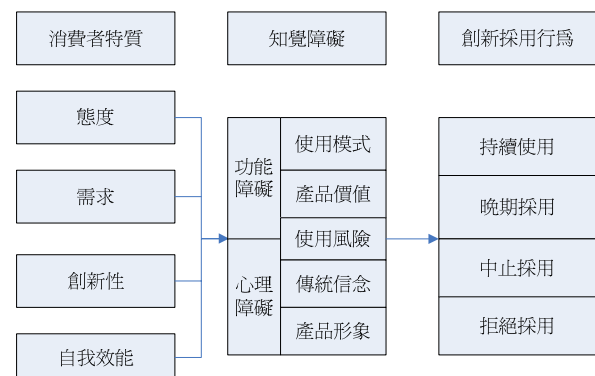 消費者特質
知覺障礙
創新採用行爲
態度
需求
創新性
自我效能
功能
障礙
心理
障礙
使用模式
產品價值
使用風險
傳統信念
產品形象
持續使用
晚期採用
中止採用
拒絕採用